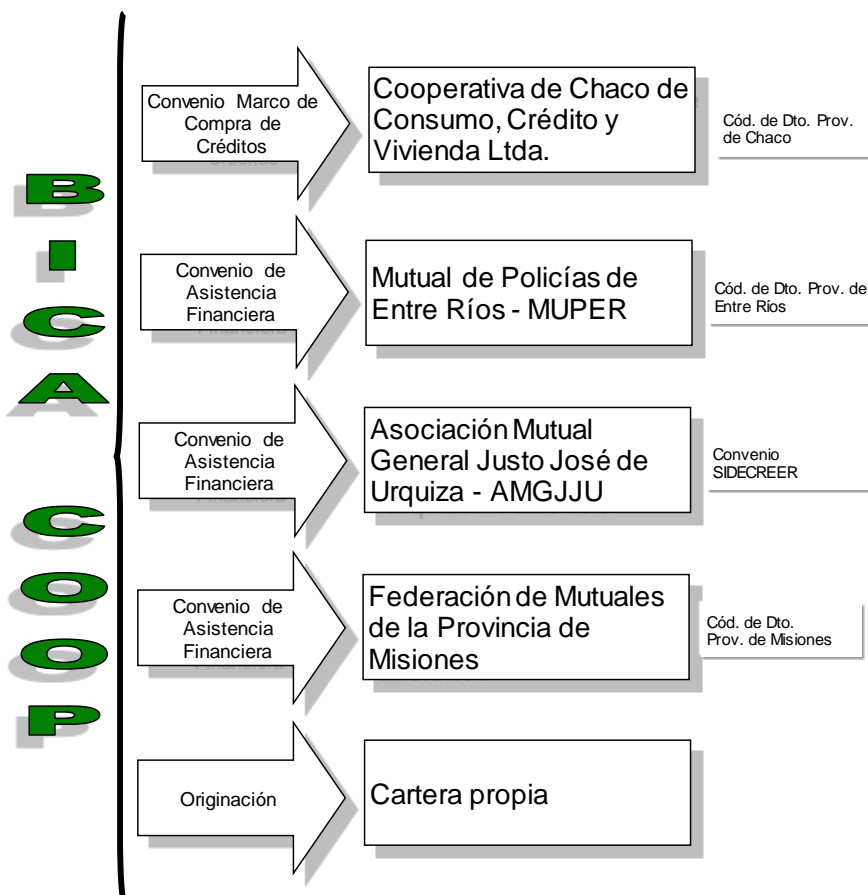 BICA COOP
Convenio Marco de
Compra de
Créditos
Cooperativa de Chaco de
Consumo, Crédito y
Vivienda Ltda.
Cód. de Dto. Prov.
de Chaco
Convenio de
Asistencia
Financiera
Mutual de Policías de
Entre Ríos - MUPER
Cód. de Dto. Prov. de
Entre Ríos
Convenio de
Asistencia
Financiera
Asociación Mutual
General Justo José de
Urquiza - AMGJJU
Convenio
SIDECREER
Convenio de
Asistencia
Financiera
Federación de Mutuales
de la Provincia de
Misiones
Cód. de Dto.
Prov. de Misiones
Originación
Cartera propia